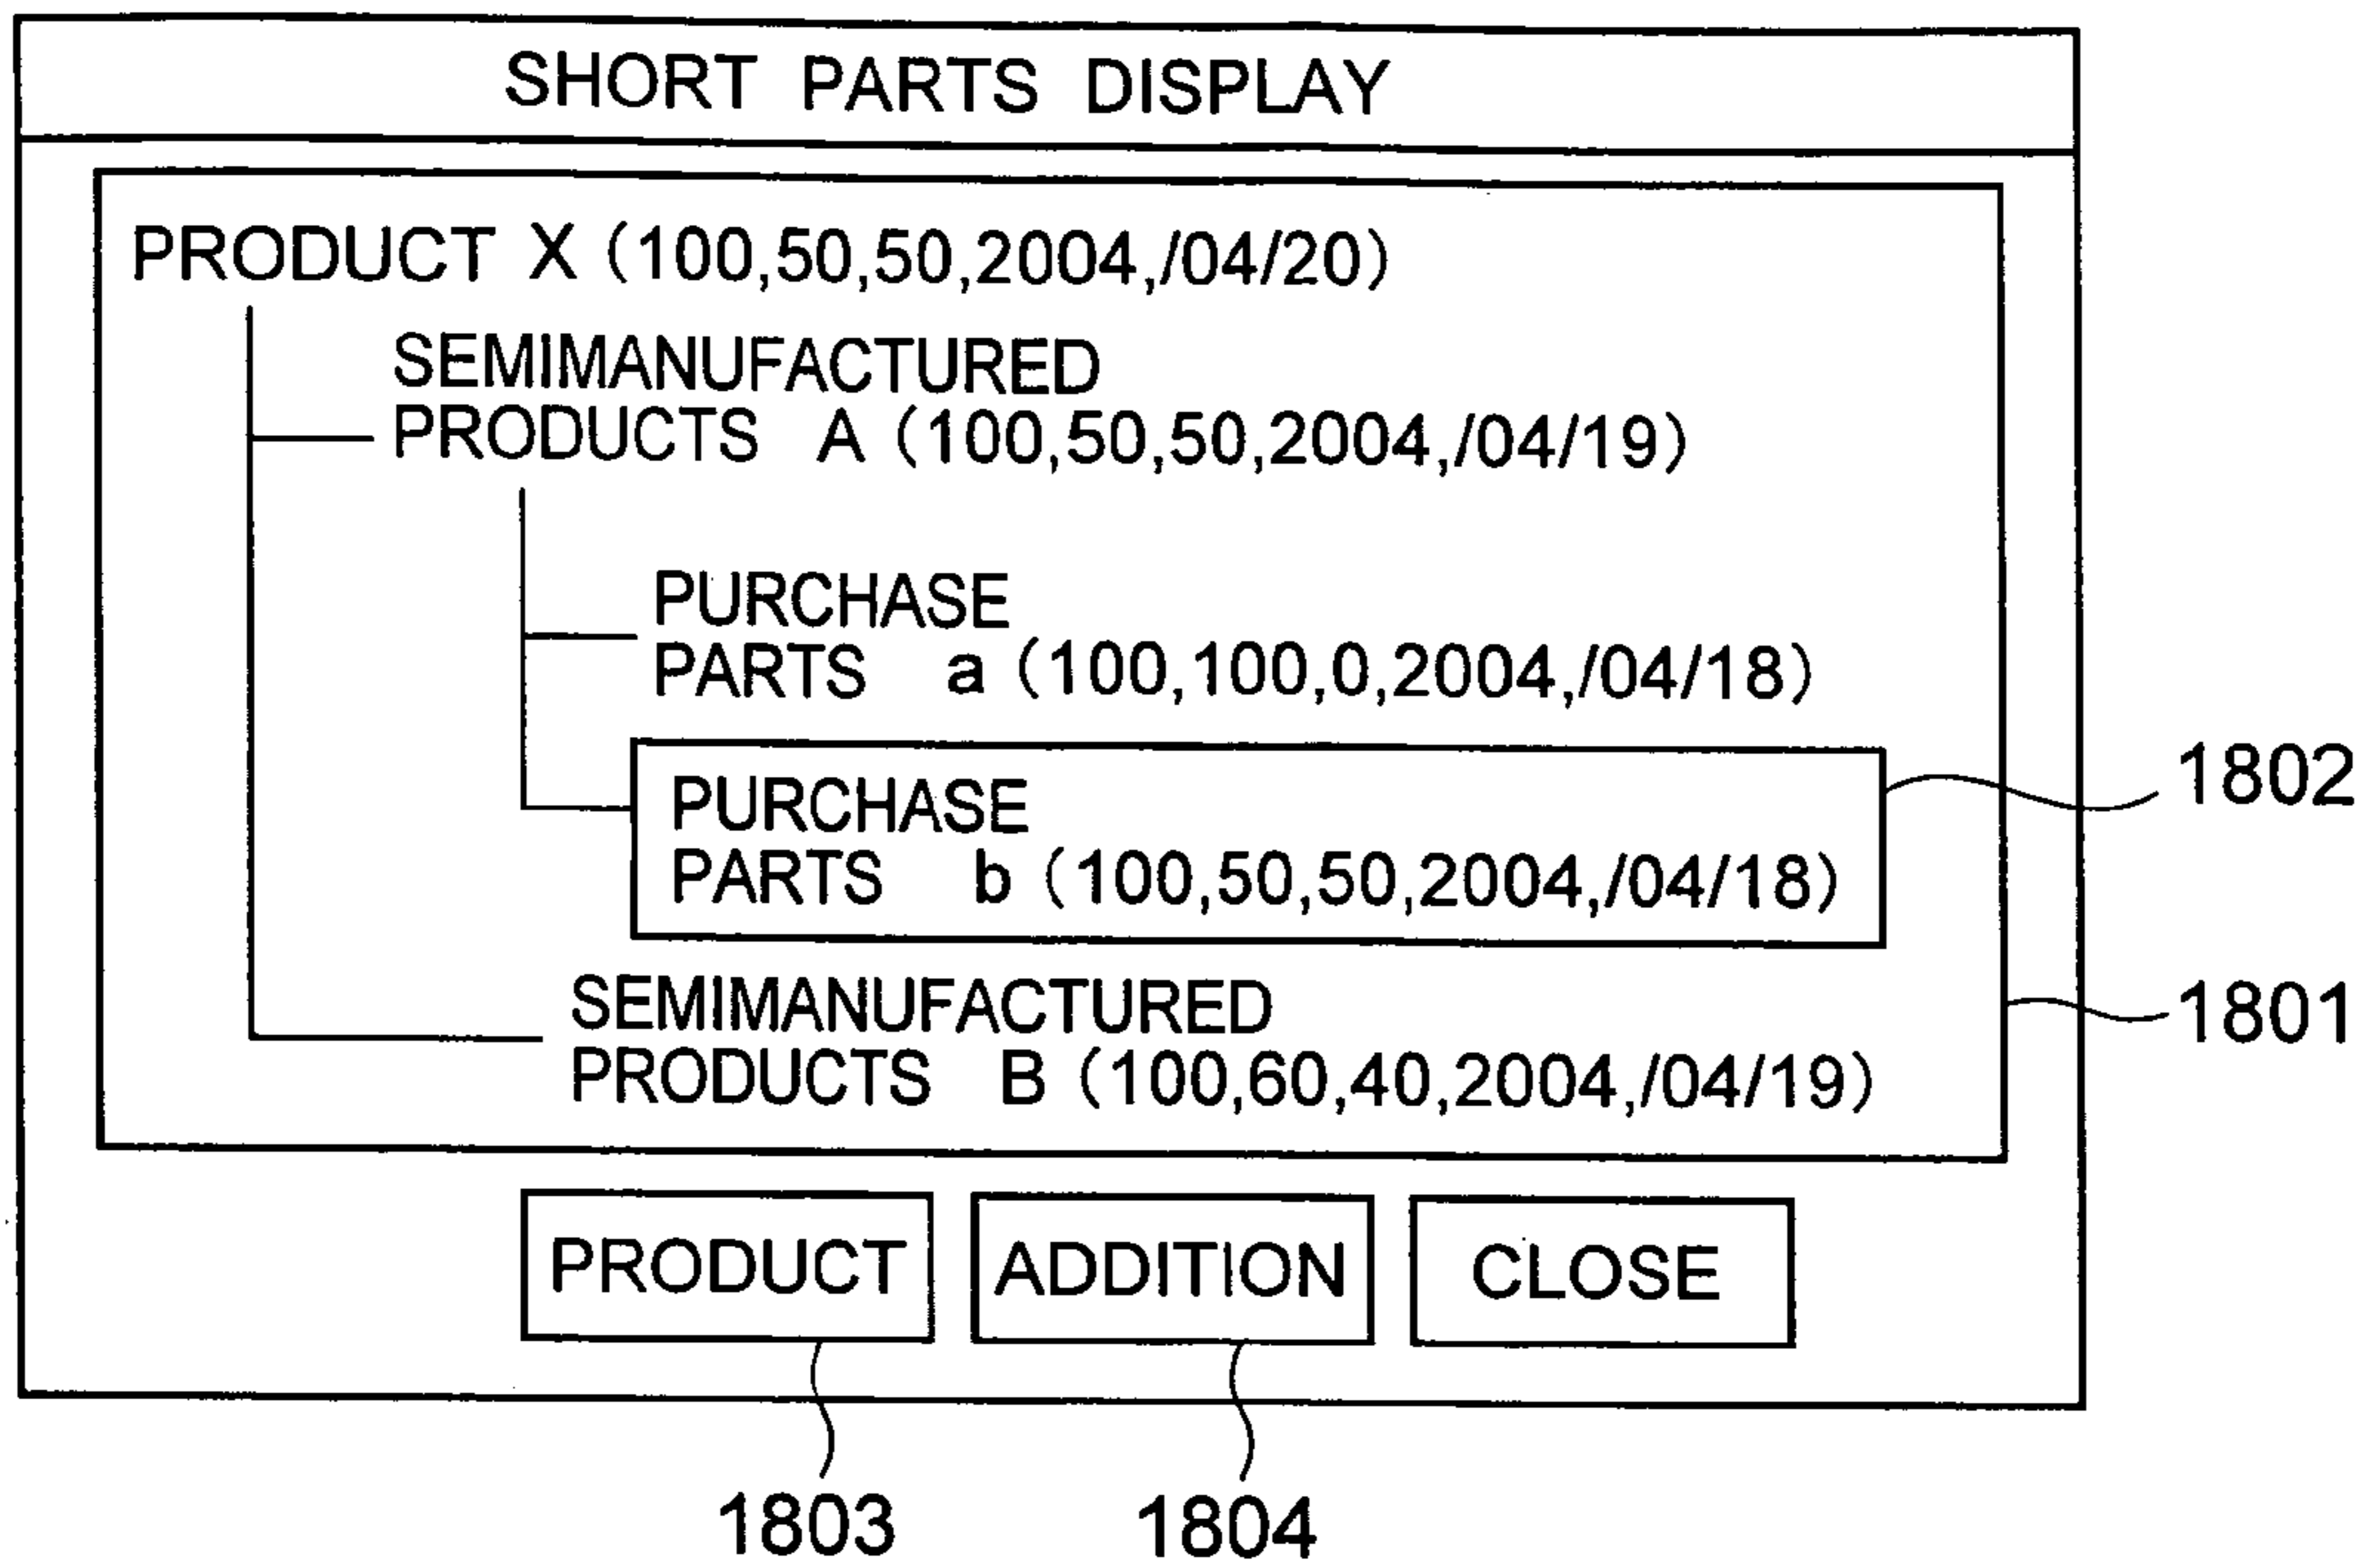 SHORT PARTS DISPLAY
PRODUCT X (100,50,50,2004,/04/20)
SEMIMANUFACTURED
PRODUCTS A (100,50,50,2004,/04/19)
PURCHASE
PARTS a (100,100,0,2004,/04/18)
PURCHASE
PARTS b (100,50,50,2004,/04/18)
1802
SEMIMANUFACTURED
PRODUCTS B (100,60,40,2004,/04/19)
1801
PRODUCT ADDITION CLOSE
1803 1804